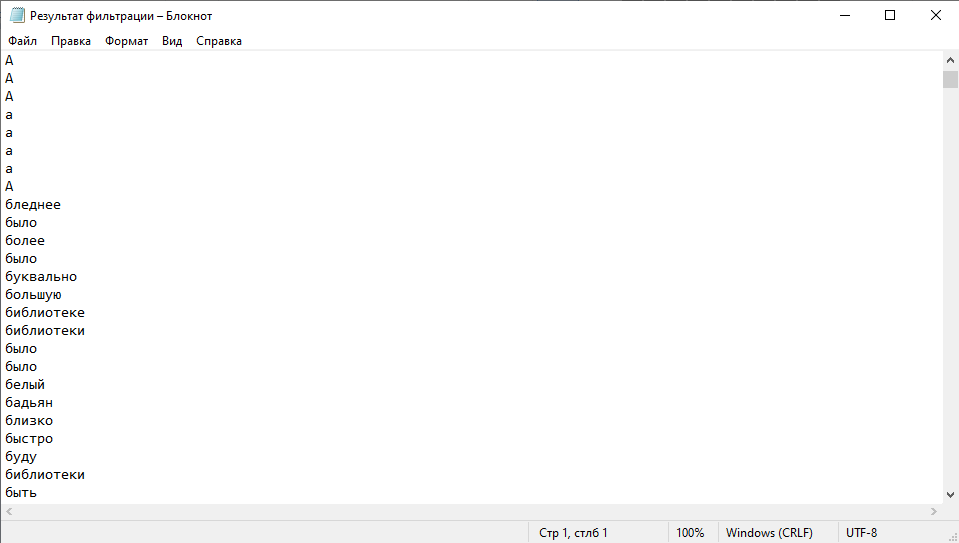 Результат фильтрации – Блокнот
Файл Правка Формат Вид Справка
А
А
А
а
а
а
а
А
бледнее
было
более
было
буквально
большую
библиотеке
библиотеки
было
было
белый
бадьян
близко
быстро
буду
библиотеки
быть
Стр 1, стлб 1 100% Windows (CRLF) UTF-8